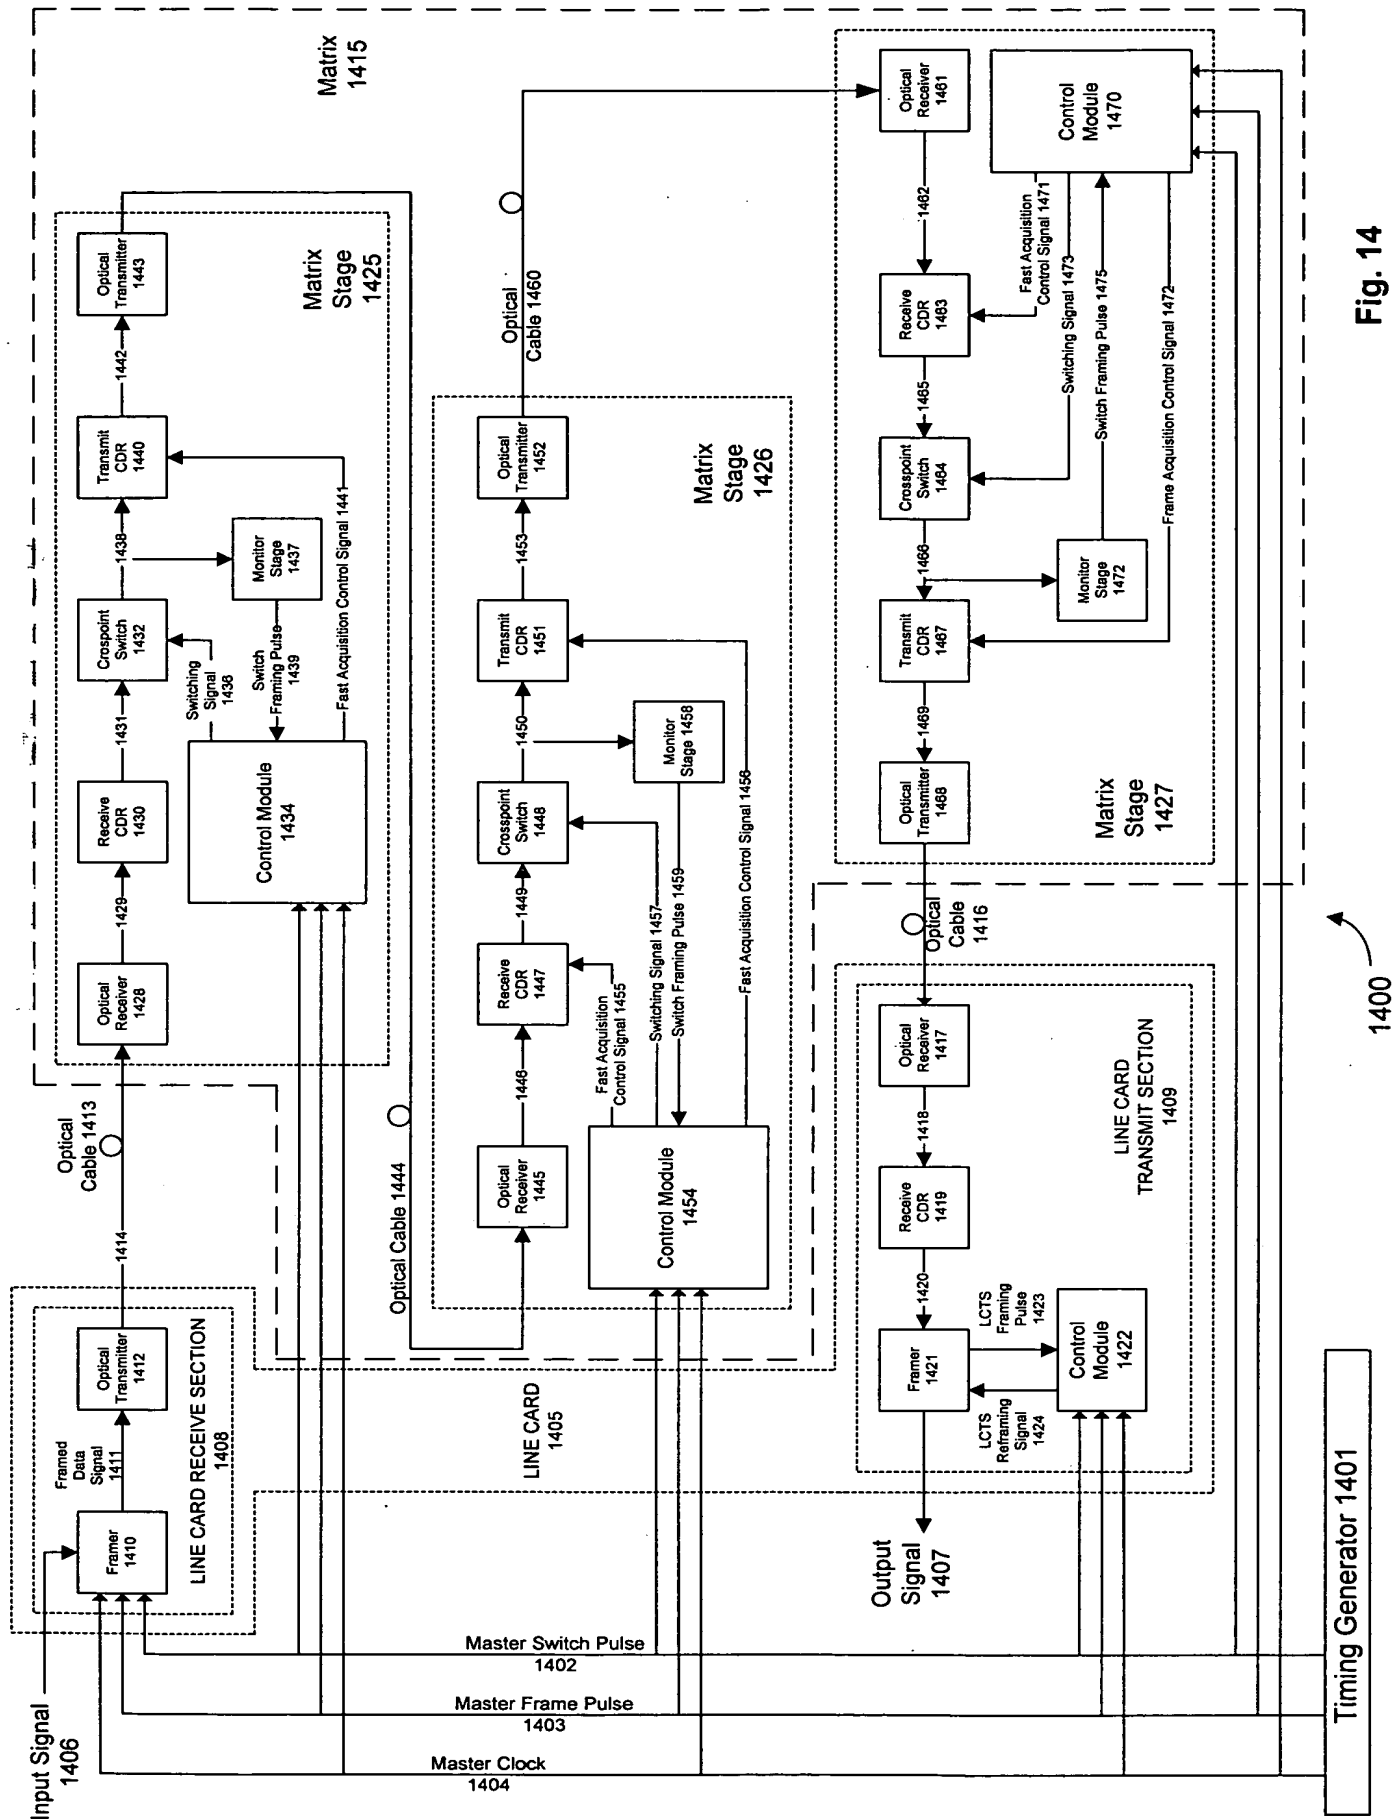 Matrix
1415
Optical
Transmitter
1443
1442
Transmit
CDR
1440
1438
Crospoint
Switch
1432
1431
Receive
CDR
1430
1429
Optical
Receiver
1428
Monitor
Stage
1437
Switching
Signal
1436
Switch
Framing Pulse
1439
Fast Acquisition Control Signal 1441
Control Module
1434
Matrix
Stage
1425
Optical
Cable 1413
1414
Optical Cable 1444
Optical
Cable 1460
Optical
Transmitter
1452
1453
Transmit
CDR
1451
1450
Crosspoint
Switch
1448
1449
Receive
CDR
1447
1446
Optical
Receiver
1445
Monitor
Stage 1458
Fast Acquisition
Control Signal 1455
Switching Signal 1457
Switch Framing Pulse 1459
Fast Acquisition Control Signal 1456
Control Module
1454
Matrix
Stage
1426
Optical
Receiver
1461
1462
Receive
CDR
1463
1465
Crosspoint
Switch
1464
1466
Transmit
CDR
1467
1469
Optical
Transmitter
1468
Control
Module
1470
Fast Acquisition
Control Signal 1471
Switching Signal 1473
Switch Framing Pulse 1475
Frame Acquisition Control Signal 1472
Monitor
Stage
1472
Matrix
Stage
1427
Optical
Cable
1416
Optical
Receiver
1417
1418
Receive
CDR
1419
1420
Framer
1421
LCTS
Framing
Pulse
1423
LCTS
Reframing
Signal
1424
Control
Module
1422
LINE CARD
TRANSMIT SECTION
1409
LINE CARD
1405
Optical
Transmitter
1412
Framed
Data
Signal
1411
Framer
1410
LINE CARD RECEIVE SECTION
1408
Input Signal
1406
Output
Signal
1407
Master Switch Pulse
1402
Master Frame Pulse
1403
Master Clock
1404
Timing Generator 1401
1400
Fig. 14